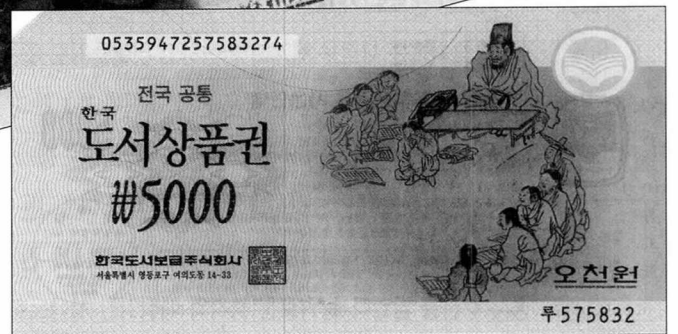 0535947257583274
전국 공통
한국
도서상품권
₩5000
한국도서보급주식회사
서울특별시 영등포구 여의도동 14-33
오천원
루575832